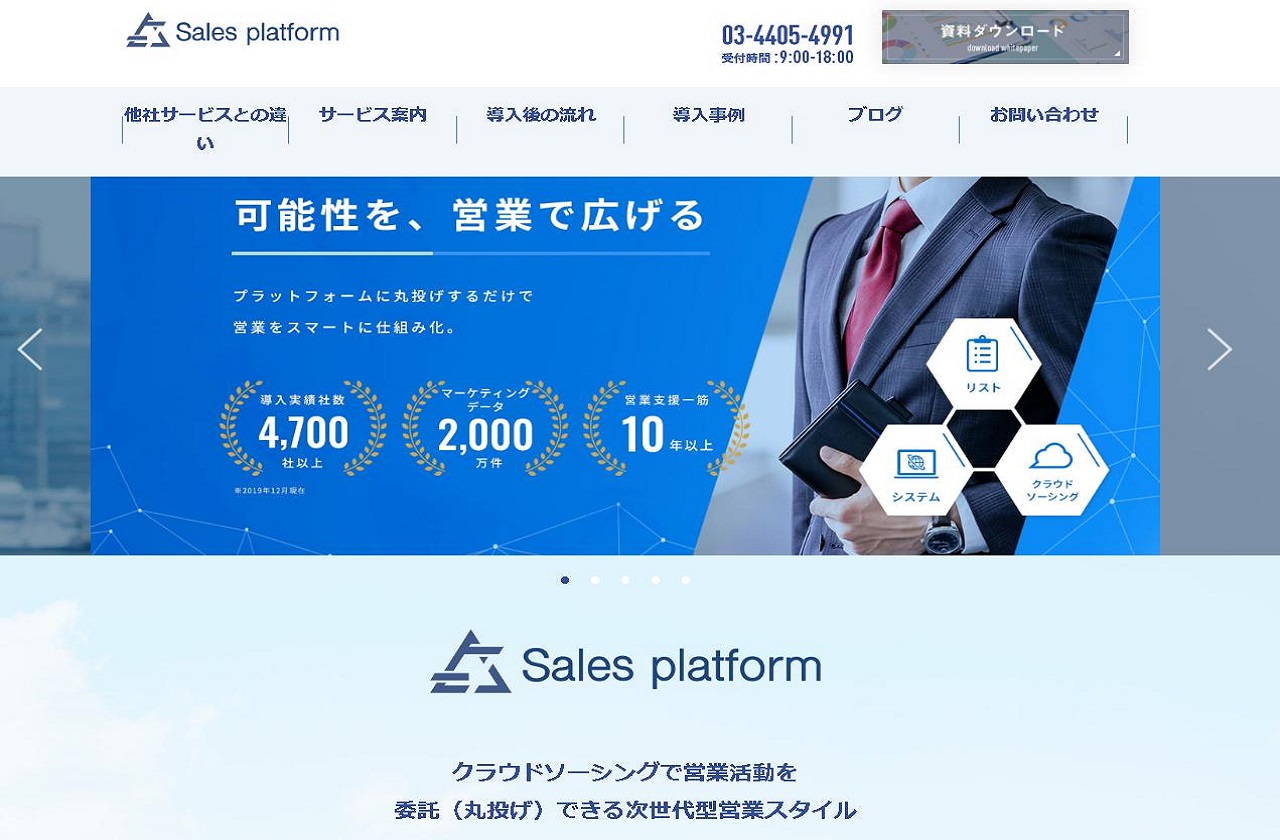 Sales platform
03-4405-4991
受付時間:9:00-18:00
資料ダウンロード
download whitepaper
他社サービスとの違
い
サービス案内
導入後の流れ
導入事例
ブログ
お問い合わせ
可能性を、営業で広げる
プラットフォームに丸投げするだけで
営業をスマートに仕組み化。
導入実績社数
4,700
社以上
マーケティング
データ
2,000
万件
営業支援一筋
10年以上
※2019年12月現在
リスト
システム
クラウド
ソーシング
Sales platform
クラウドソーシングで営業活動を
委託（丸投げ）できる次世代型営業スタイル